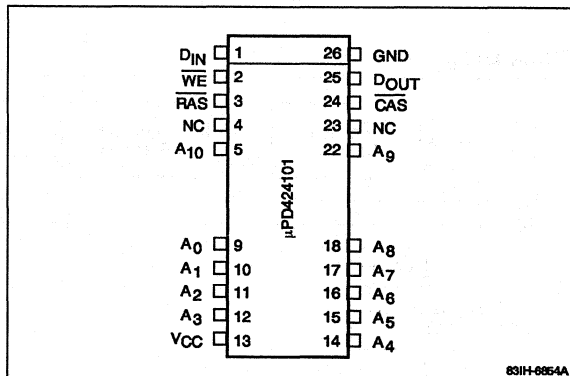 DIN 1 26 GND
WE 2 25 DOUT
RAS 3 24 CAS
NC 4 23 NC
A10 5 22 A9
μPD424101
A0 9 18 A8
A1 10 17 A7
A2 11 16 A6
A3 12 15 A5
VCC 13 14 A4
83IH-6854A